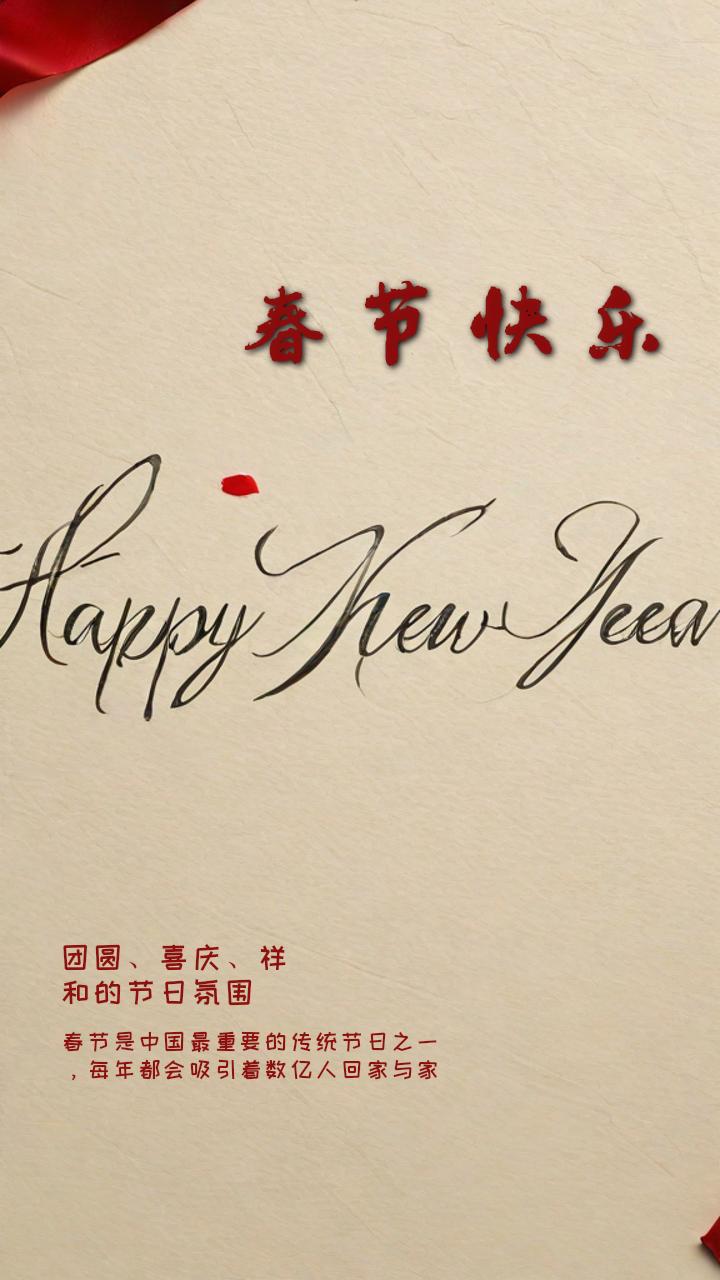 春节快乐
Happy New Yeear
团圆、喜庆、祥
和的节日氛围
春节是中国最重要的传统节日之一
，每年都会吸引着数亿人回家与家